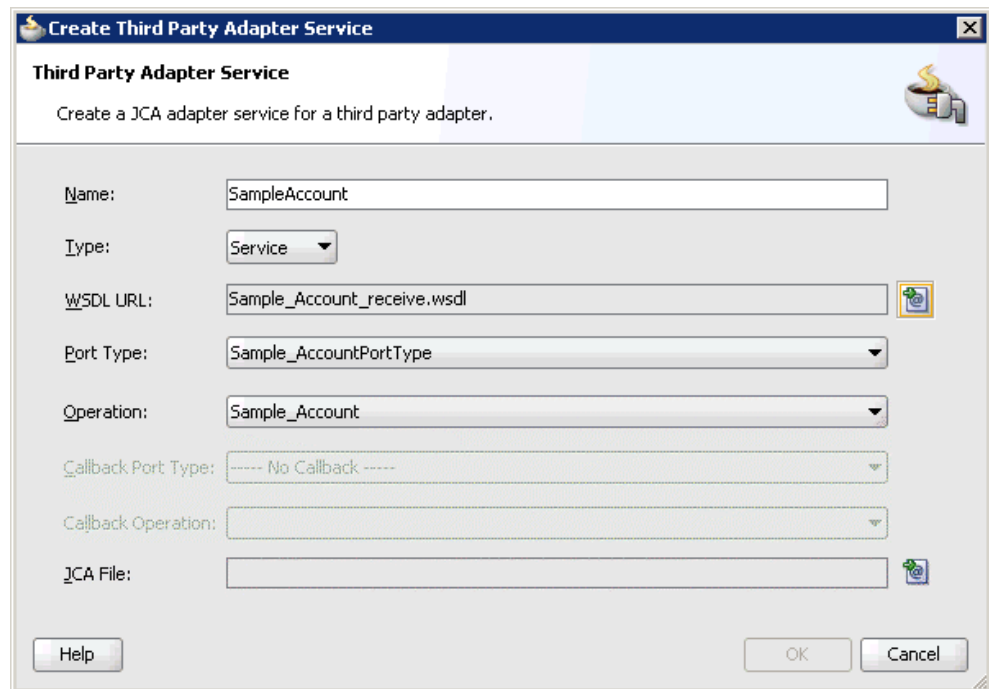 Create Third Party Adapter Service
Third Party Adapter Service
Create a JCA adapter service for a third party adapter.
Name: SampleAccount
Type: Service
WSDL URL: Sample_Account_receive.wsdl
Port Type: Sample_AccountPortType
Operation: Sample_Account
Callback Port Type: ----- No Callback -----
Callback Operation:
JCA File:
Help OK Cancel